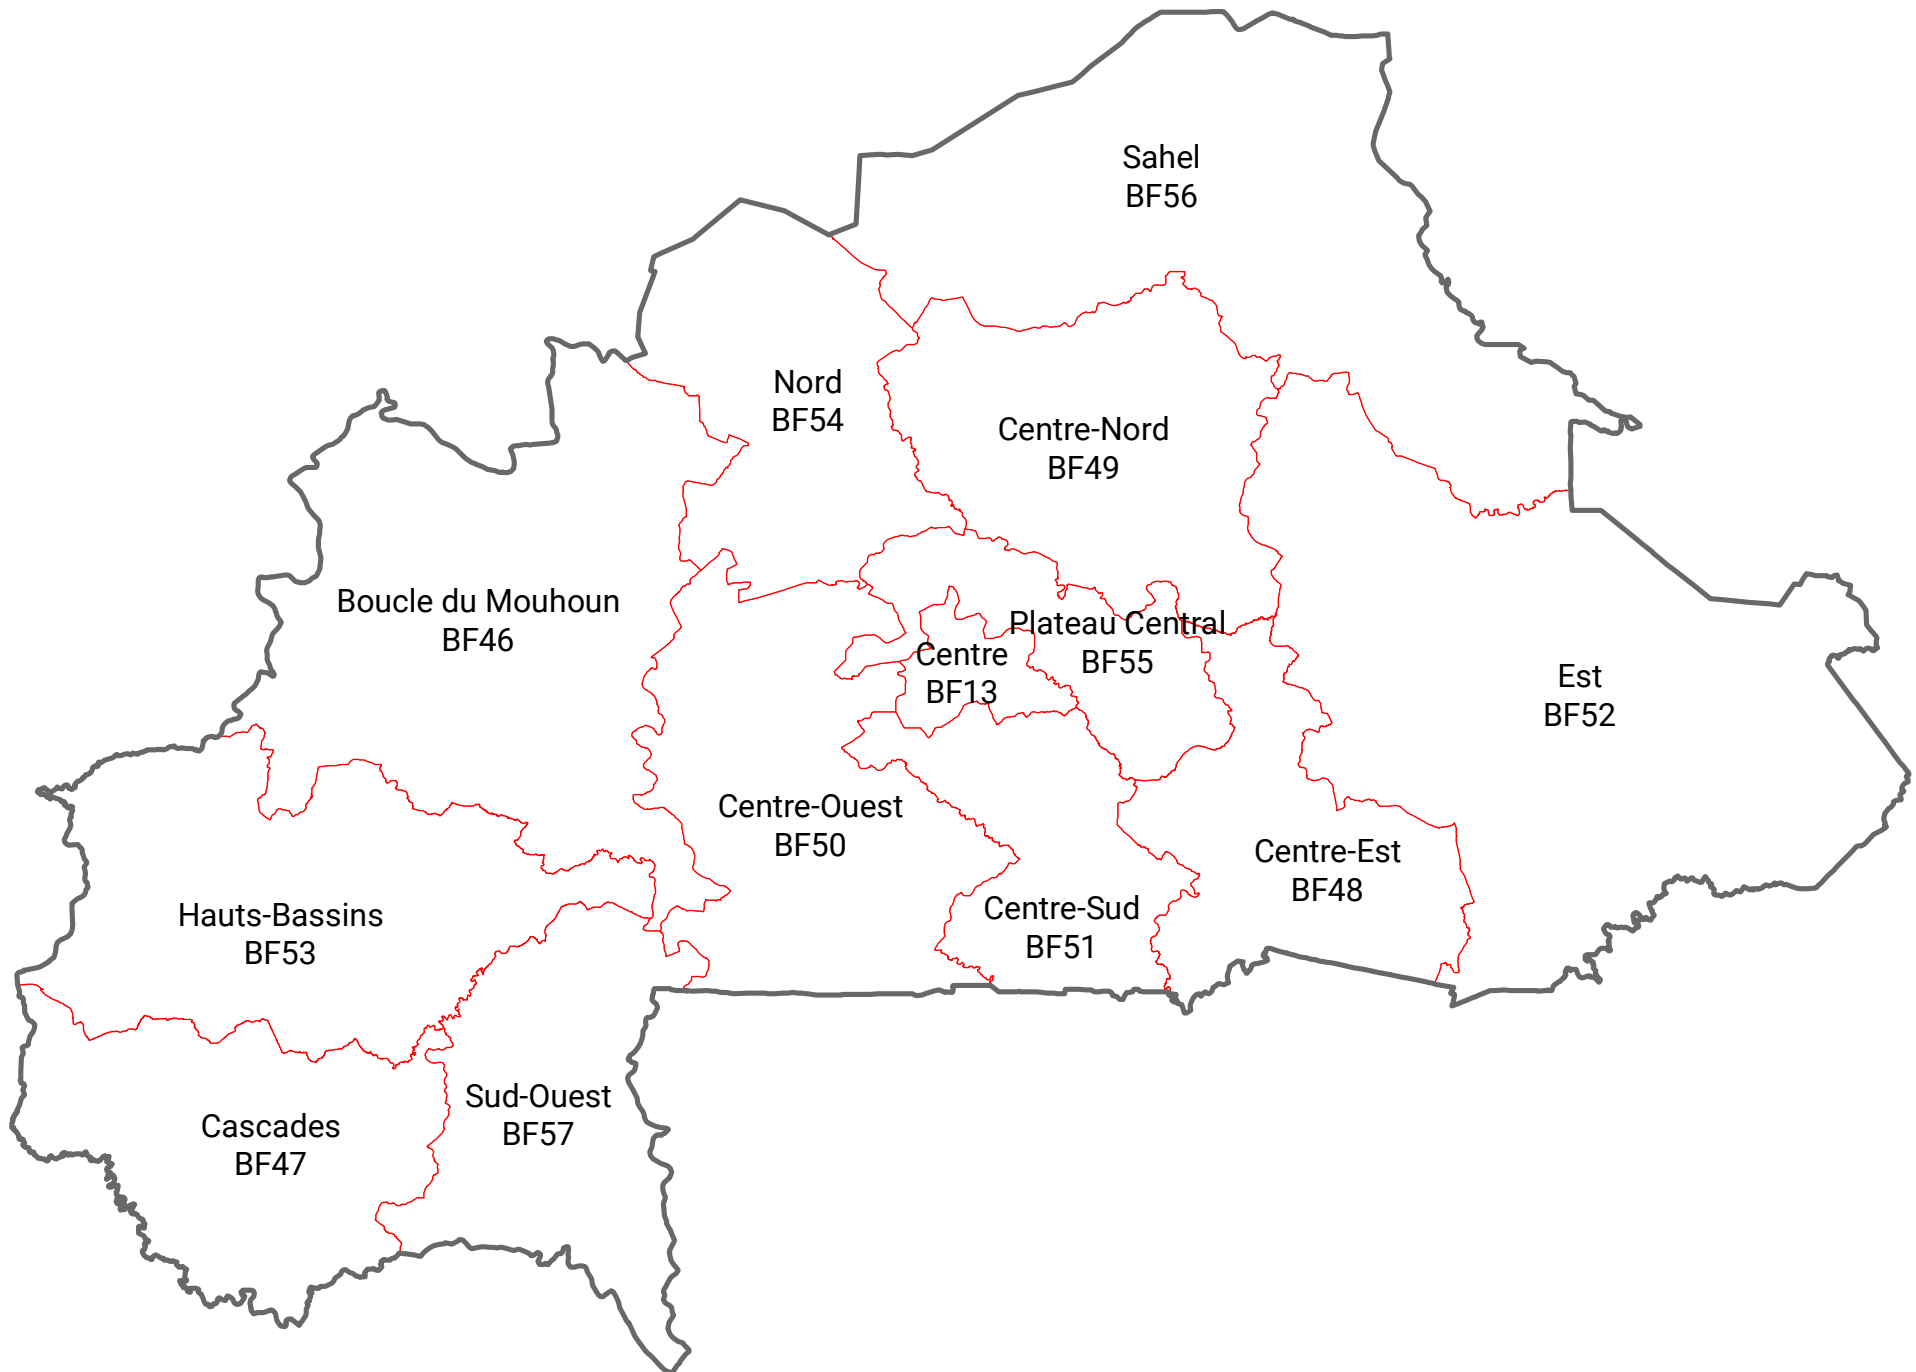 Sahel
BF56
Nord
BF54
Centre-Nord
BF49
Boucle du Mouhoun
BF46
Plateau Central
BF55
Centre
BF13
Est
BF52
Centre-Ouest
BF50
Centre-Est
BF48
Hauts-Bassins
BF53
Centre-Sud
BF51
Sud-Ouest
BF57
Cascades
BF47